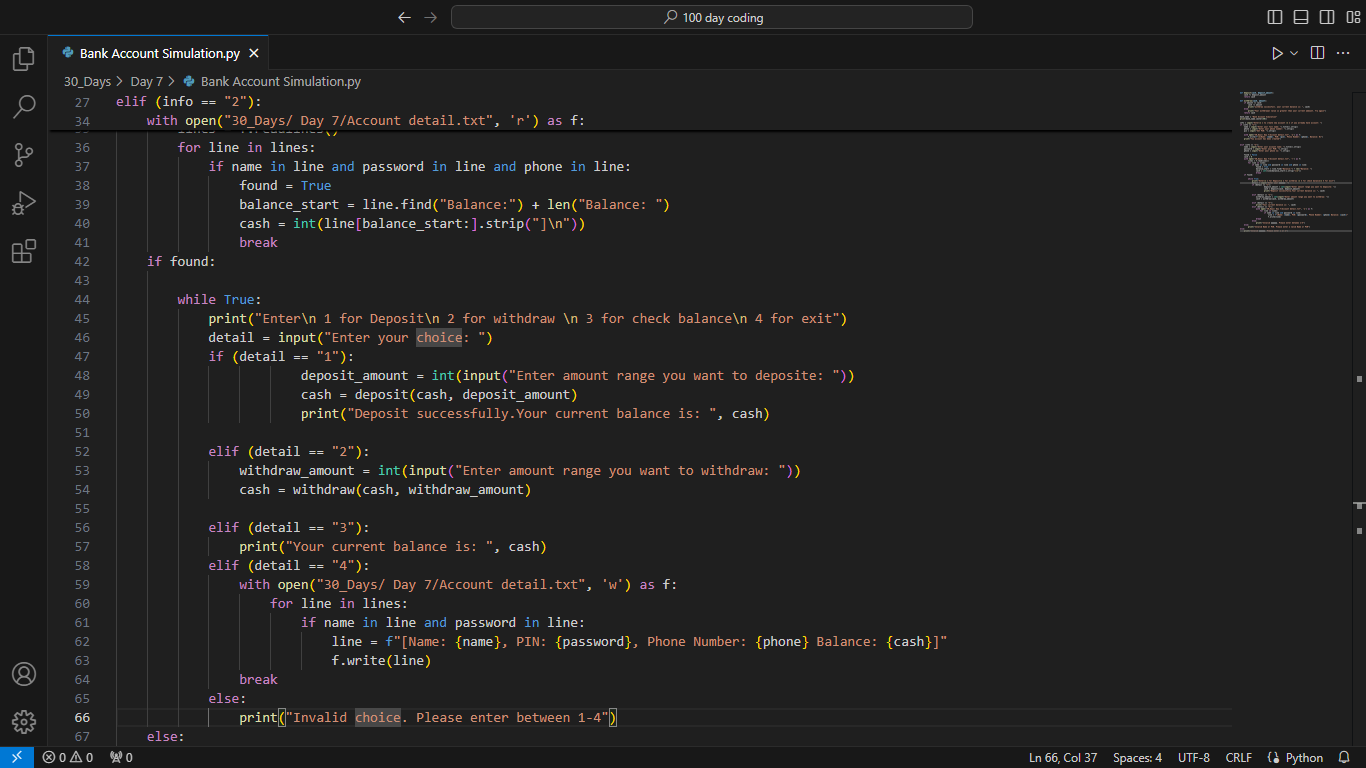 100 day coding
Bank Account Simulation.py
30_Days > Day 7 > Bank Account Simulation.py
27 elif (info == "2"):
34 with open("30_Days/ Day 7/Account detail.txt", 'r') as f:
36 for line in lines:
37 if name in line and password in line and phone in line:
38 found = True
39 balance_start = line.find("Balance:") + len("Balance: ")
40 cash = int(line[balance_start:].strip("]\n"))
41 break
42 if found:
43
44 while True:
45 print("Enter\n 1 for Deposit\n 2 for withdraw \n 3 for check balance\n 4 for exit")
46 detail = input("Enter your choice: ")
47 if (detail == "1"):
48 deposit_amount = int(input("Enter amount range you want to deposite: "))
49 cash = deposit(cash, deposit_amount)
50 print("Deposit successfully.Your current balance is: ", cash)
51
52 elif (detail == "2"):
53 withdraw_amount = int(input("Enter amount range you want to withdraw: "))
54 cash = withdraw(cash, withdraw_amount)
55
56 elif (detail == "3"):
57 print("Your current balance is: ", cash)
58 elif (detail == "4"):
59 with open("30_Days/ Day 7/Account detail.txt", 'w') as f:
60 for line in lines:
61 if name in line and password in line:
62 line = f"[Name: {name}, PIN: {password}, Phone Number: {phone} Balance: {cash}]"
63 f.write(line)
64 break
65 else:
66 print("Invalid choice. Please enter between 1-4")
67 else:
0 0 0 Ln 66, Col 37 Spaces: 4 UTF-8 CRLF Python